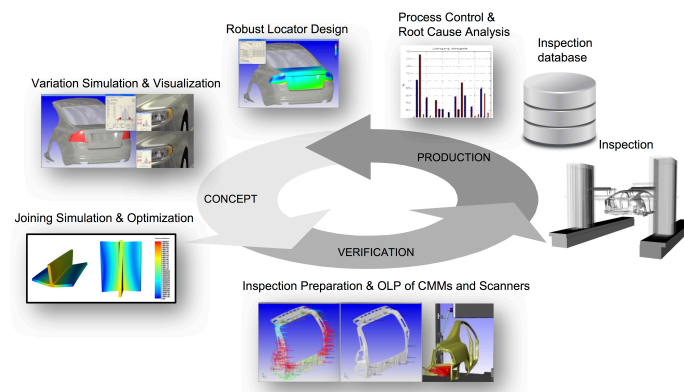 Robust Locator Design
Process Control &
Root Cause Analysis
Inspection
database
Variation Simulation & Visualization
Inspection
PRODUCTION
CONCEPT
Joining Simulation & Optimization
VERIFICATION
Inspection Preparation & OLP of CMMs and Scanners